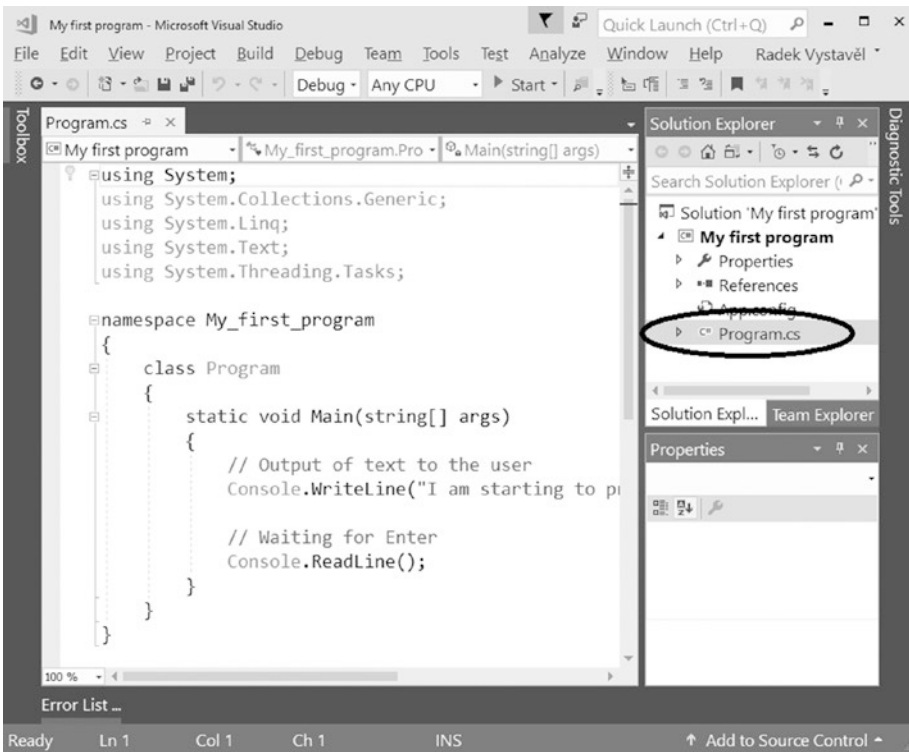 My first program - Microsoft Visual Studio
Quick Launch (Ctrl+Q)
File Edit View Project Build Debug Team Tools Test Analyze Window Help Radek Vystavěl
Debug Any CPU Start
Toolbox
Program.cs
My first program My_first_program.Pro Main(string[] args)
using System;
using System.Collections.Generic;
using System.Linq;
using System.Text;
using System.Threading.Tasks;
namespace My_first_program
{
class Program
{
static void Main(string[] args)
{
// Output of text to the user
Console.WriteLine("I am starting to
// Waiting for Enter
Console.ReadLine();
}
}
}
100 %
Solution Explorer
Search Solution Explorer (
Solution 'My first program'
C# My first program
Properties
References
App.config
C# Program.cs
Solution Expl... Team Explorer
Properties
Diagnostic Tools
Error List ...
Ready Ln 1 Col 1 Ch 1 INS Add to Source Control